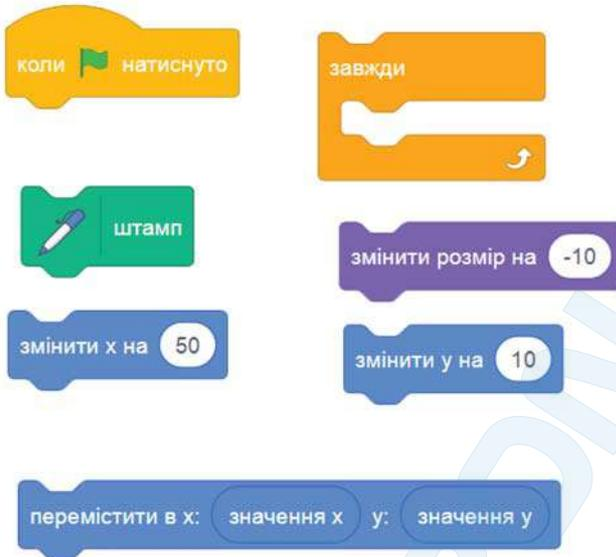 коли натиснуто
завжди
штамп
змінити розмір на -10
змінити x на 50
змінити y на 10
перемістити в x: значення x y: значення y